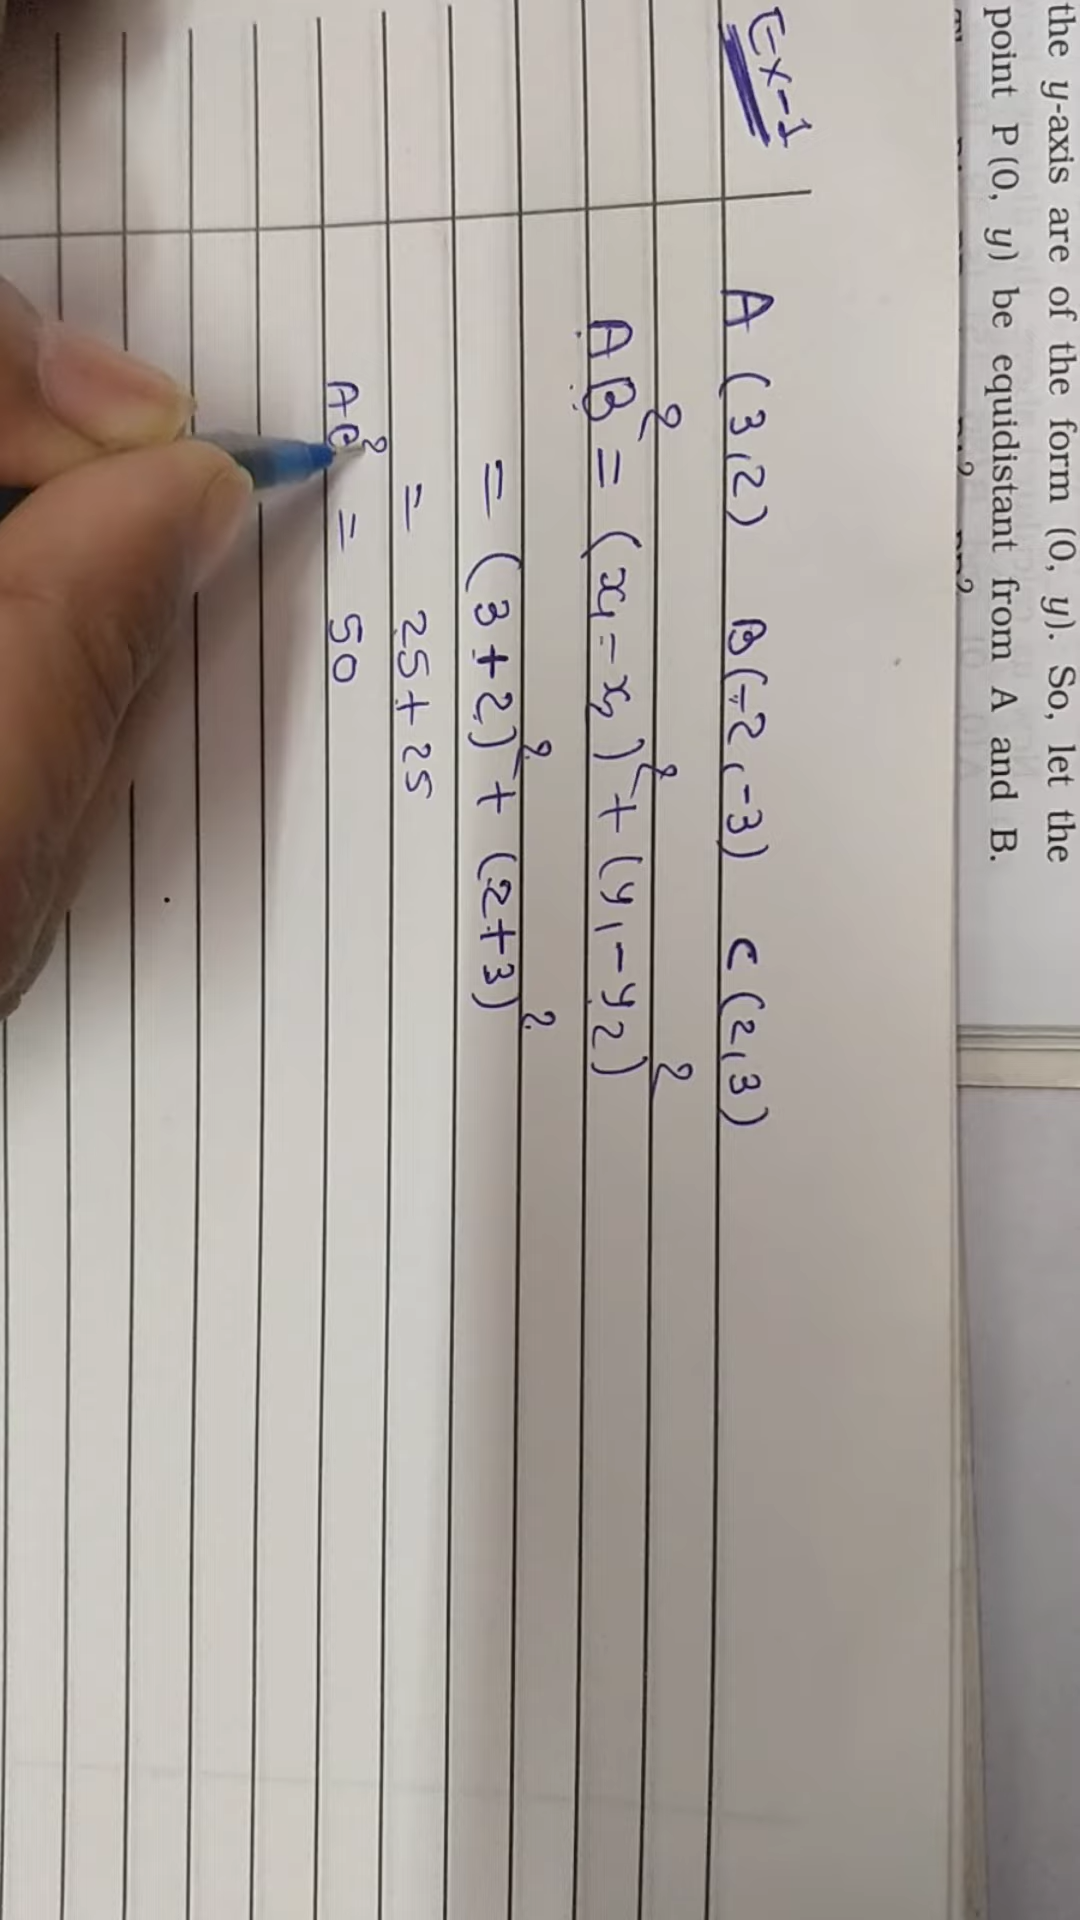 the y-axis are of the form (0, y). So, let the
point P(0, y) be equidistant from A and B.
Ex-1
A (3,2) B(-2,-3) C(2,3)
AB² = (x₁-x₂)² + (y₁-y₂)²
= (3+2)² + (2+3)²
= 25+25
² = 50